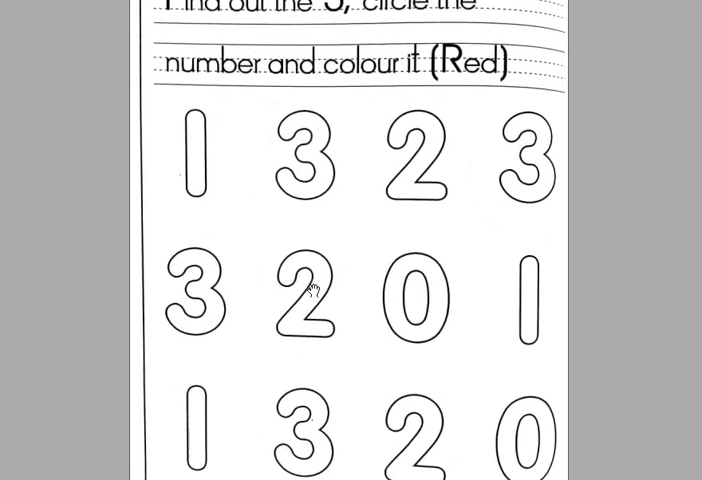 Find out the 3, circle the
number and colour it (Red)
1 3 2 3
3 2 0 1
1 3 2 0